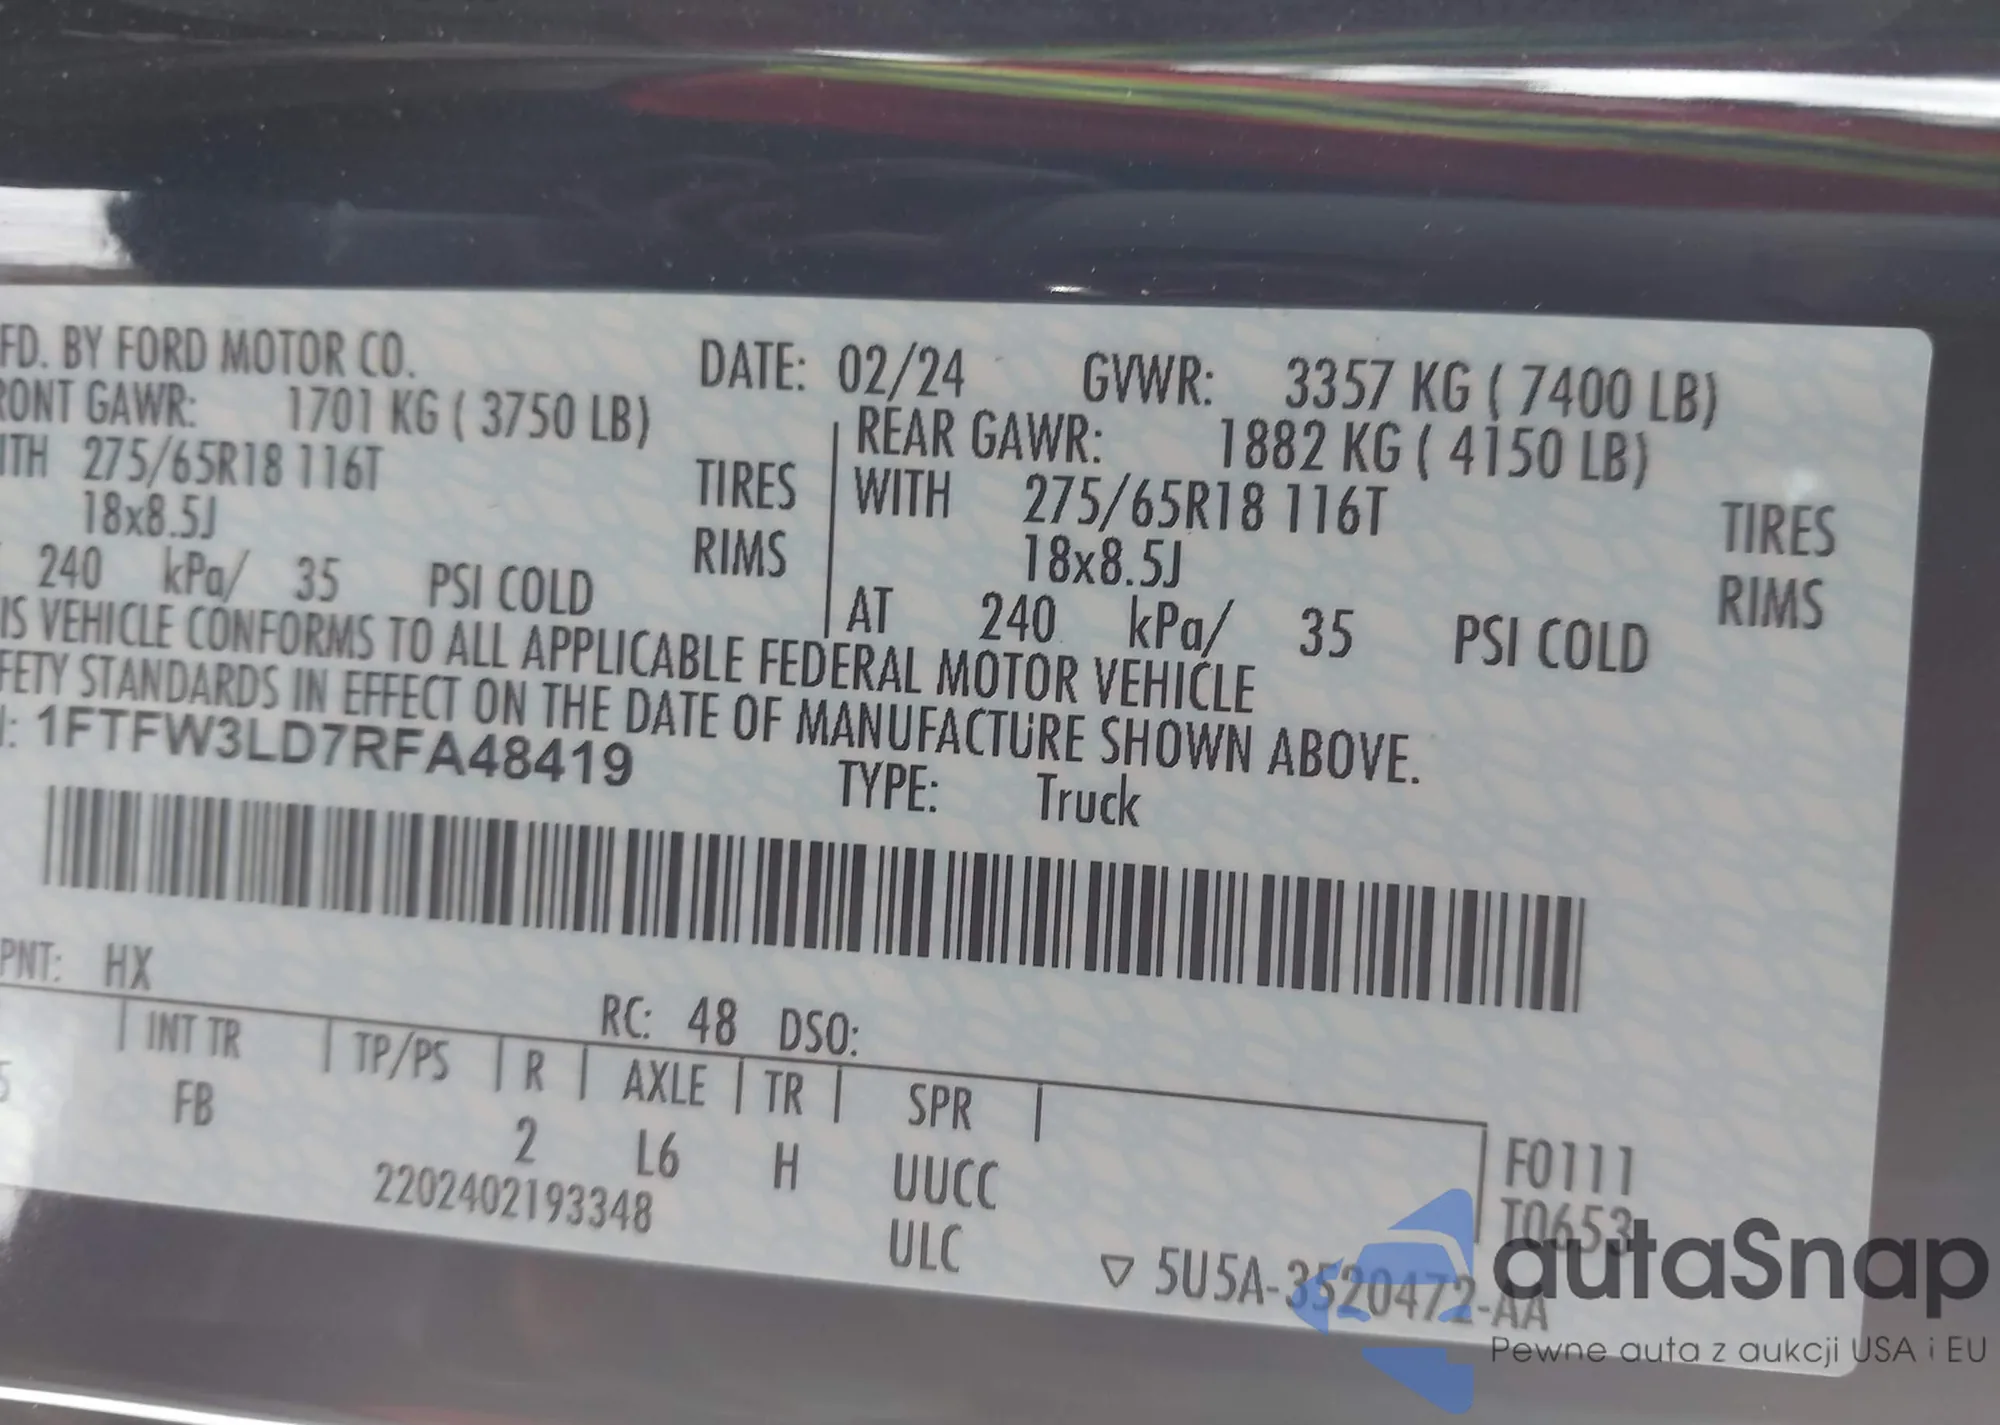 FD. BY FORD MOTOR CO. DATE: 02/24 GVWR: 3357 KG ( 7400 LB)
RONT GAWR: 1701 KG ( 3750 LB) REAR GAWR: 1882 KG ( 4150 LB)
ITH 275/65R18 116T TIRES WITH 275/65R18 116T TIRES
18x8.5J RIMS 18x8.5J RIMS
240 kPa/ 35 PSI COLD AT 240 kPa/ 35 PSI COLD
IS VEHICLE CONFORMS TO ALL APPLICABLE FEDERAL MOTOR VEHICLE
FETY STANDARDS IN EFFECT ON THE DATE OF MANUFACTURE SHOWN ABOVE.
: 1FTFW3LD7RFA48419 TYPE: Truck
PNT: HX RC: 48 DSO:
INT TR TP/PS R AXLE TR SPR
5 FB 2 L6 H UUCC F0111
2202402193348 ULC T0653
▽ 5U5A-3520472-AA
autaSnap
Pewne auta z aukcji USA i EU